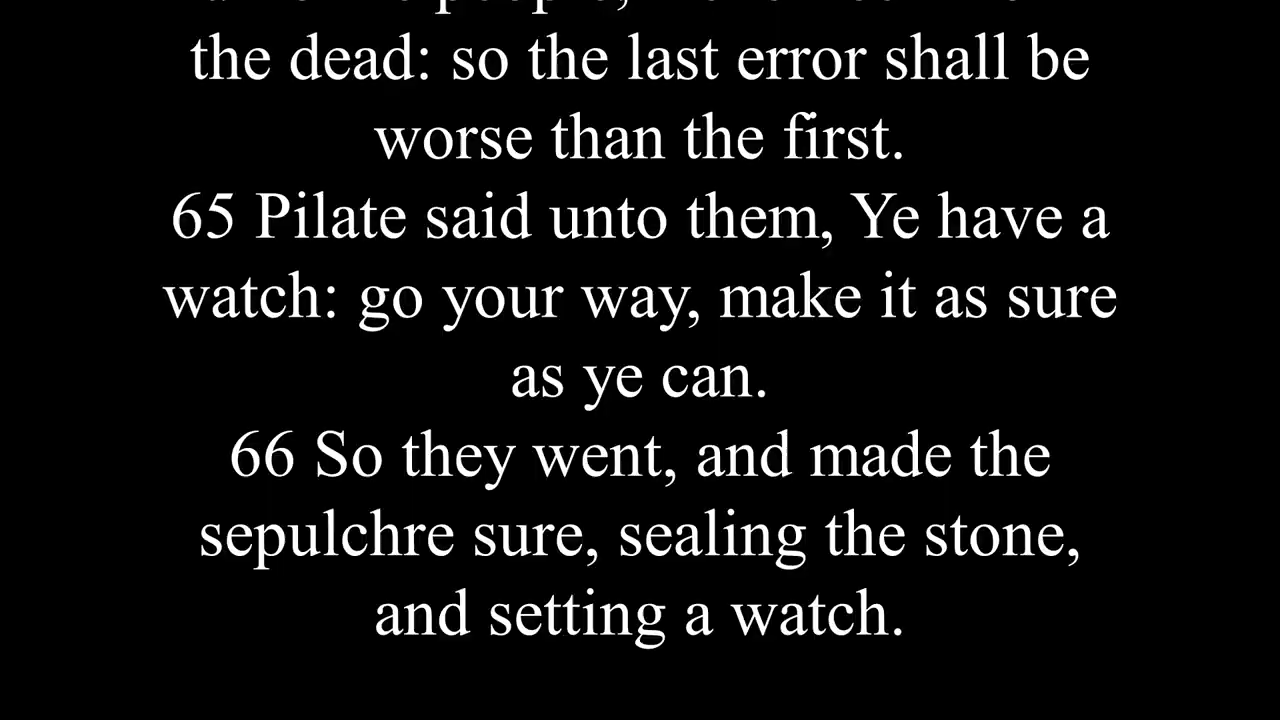 the dead: so the last error shall be
worse than the first.
65 Pilate said unto them, Ye have a
watch: go your way, make it as sure
as ye can.
66 So they went, and made the
sepulchre sure, sealing the stone,
and setting a watch.